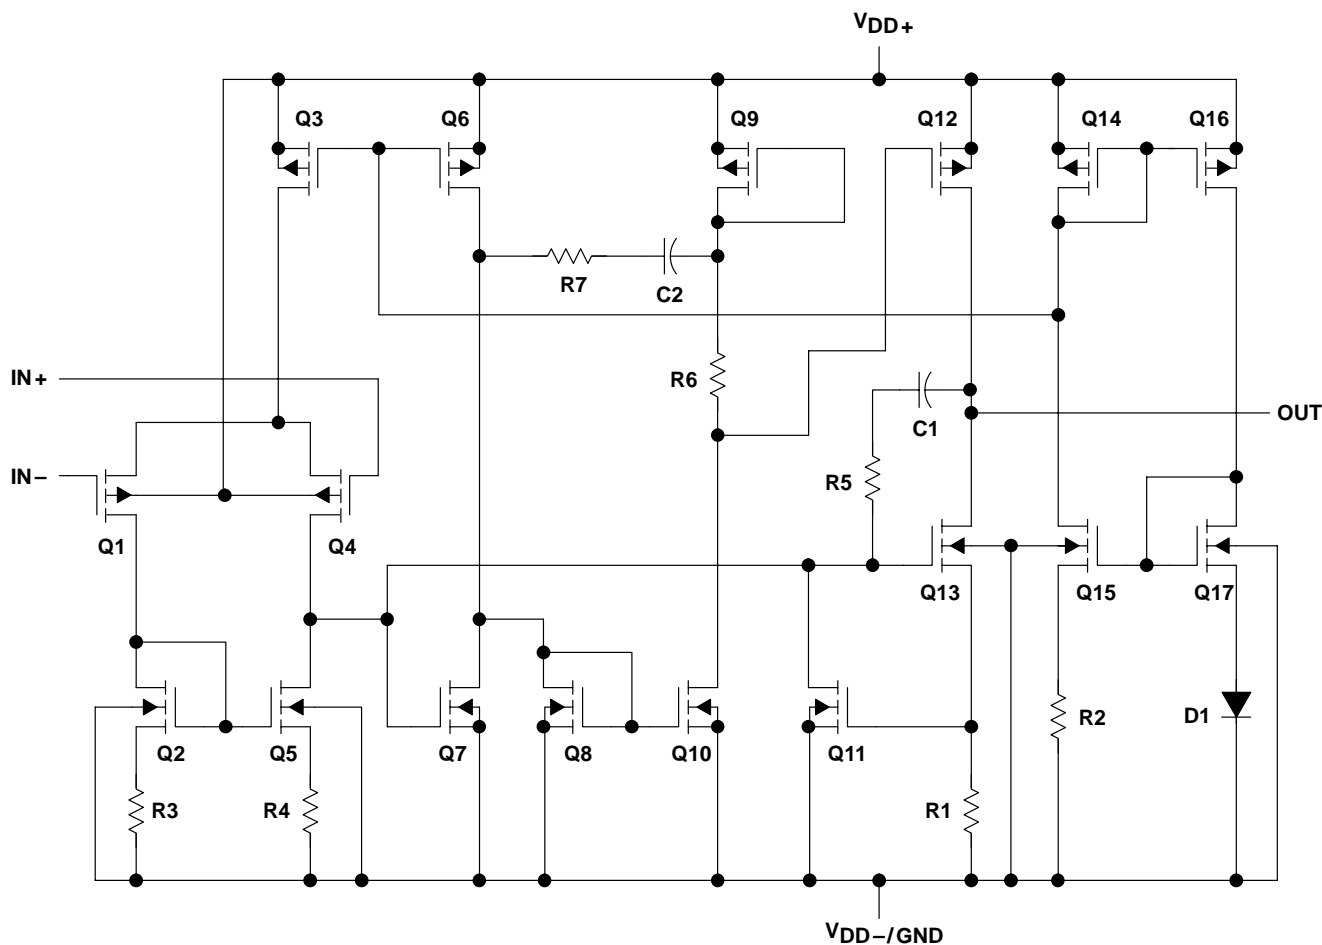 VDD+
Q3
Q6
Q9
Q12
Q14
Q16
R7
C2
IN+
R6
C1
OUT
IN−
R5
Q1
Q4
Q13
Q15
Q17
R2
D1
Q2
Q5
Q7
Q8
Q10
Q11
R3
R4
R1
VDD−/GND